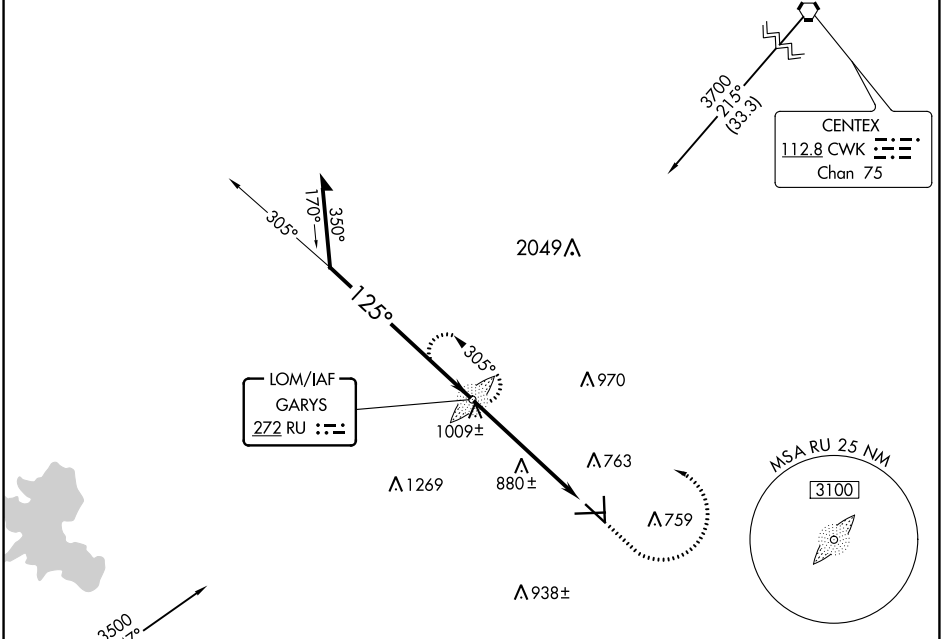 3700
215°
(33.3)
CENTEX
112.8 CWK
Chan 75
305°
170°
350°
2049
125°
305°
LOM/IAF
GARYS
272 RU
970
1009±
763
880±
1269
759
MSA RU 25 NM
3100
938±
3500